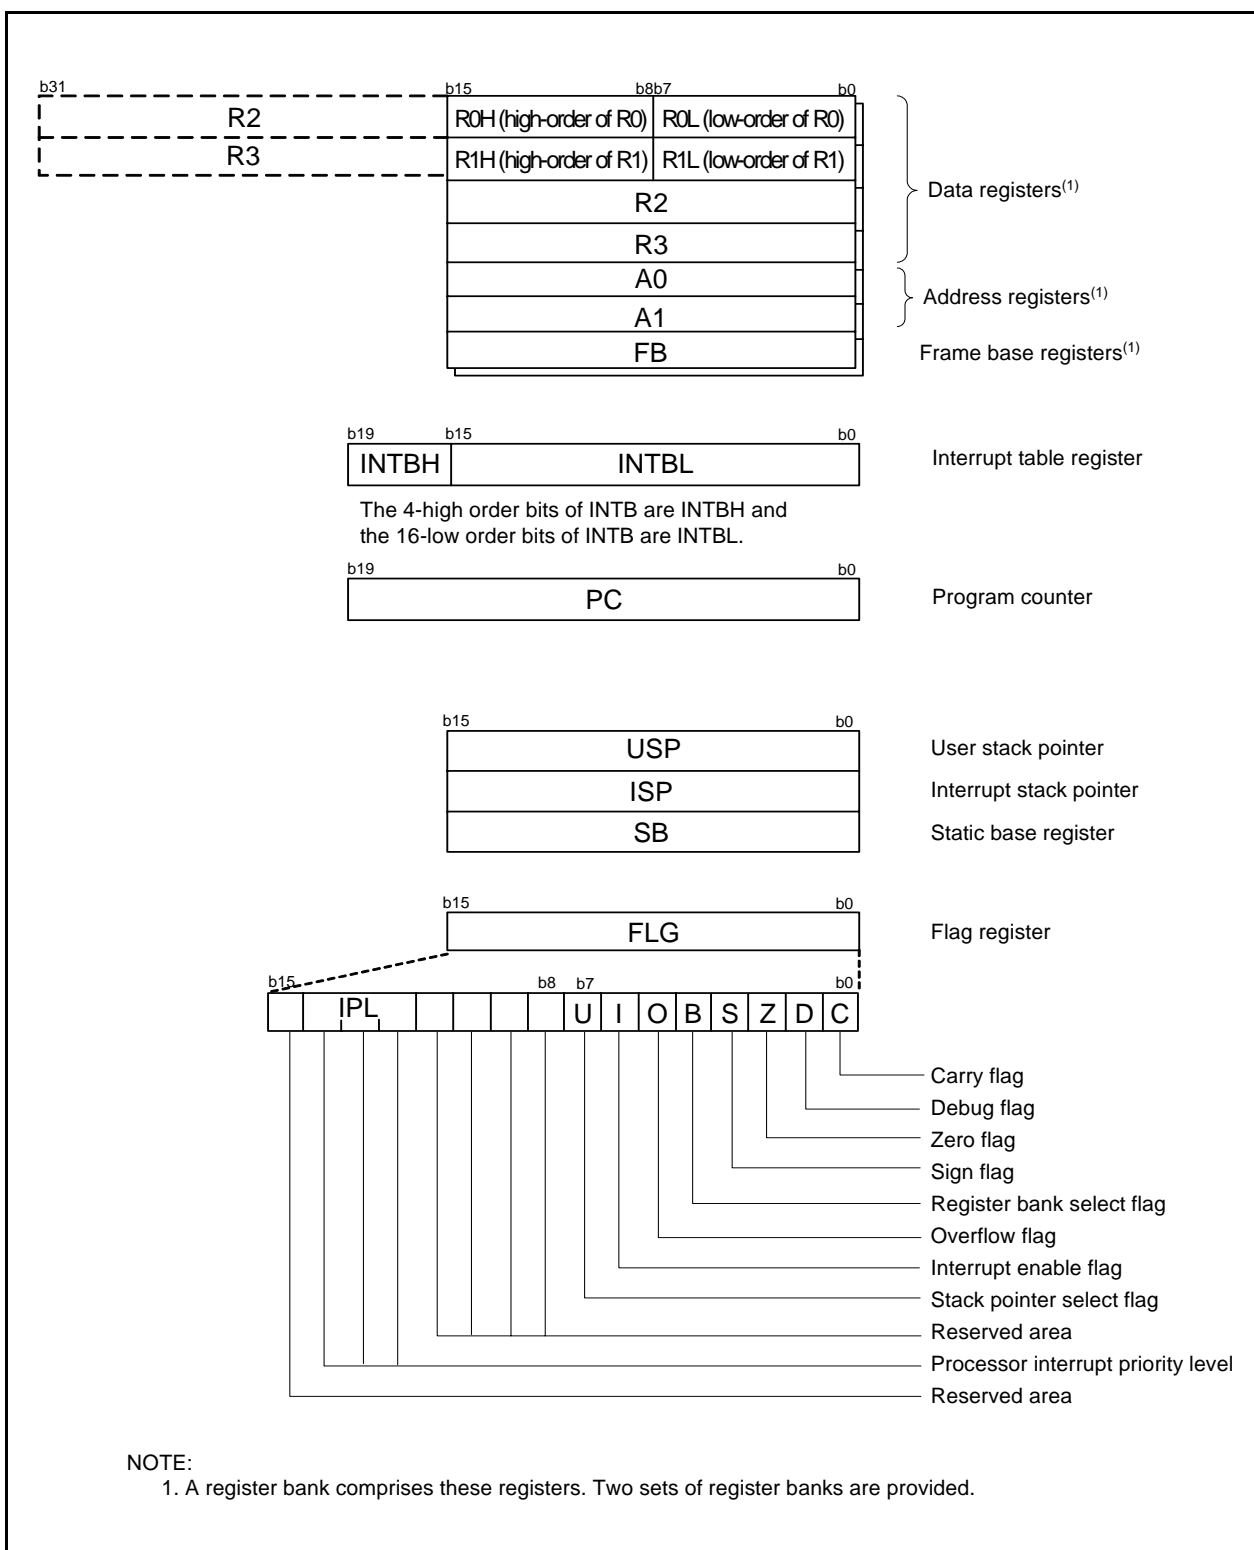 b31 b15 b8b7 b0
R2 R0H (high-order of R0) R0L (low-order of R0)
R3 R1H (high-order of R1) R1L (low-order of R1)
R2
Data registers(1)
R3
A0
Address registers(1)
A1
FB Frame base registers(1)
b19 b15 b0
INTBH INTBL Interrupt table register
The 4-high order bits of INTB are INTBH and
the 16-low order bits of INTB are INTBL.
b19 b0
PC Program counter
b15 b0
USP User stack pointer
ISP Interrupt stack pointer
SB Static base register
b15 b0
FLG Flag register
b15 b8 b7 b0
IPL U I O B S Z D C
Carry flag
Debug flag
Zero flag
Sign flag
Register bank select flag
Overflow flag
Interrupt enable flag
Stack pointer select flag
Reserved area
Processor interrupt priority level
Reserved area
NOTE:
1. A register bank comprises these registers. Two sets of register banks are provided.